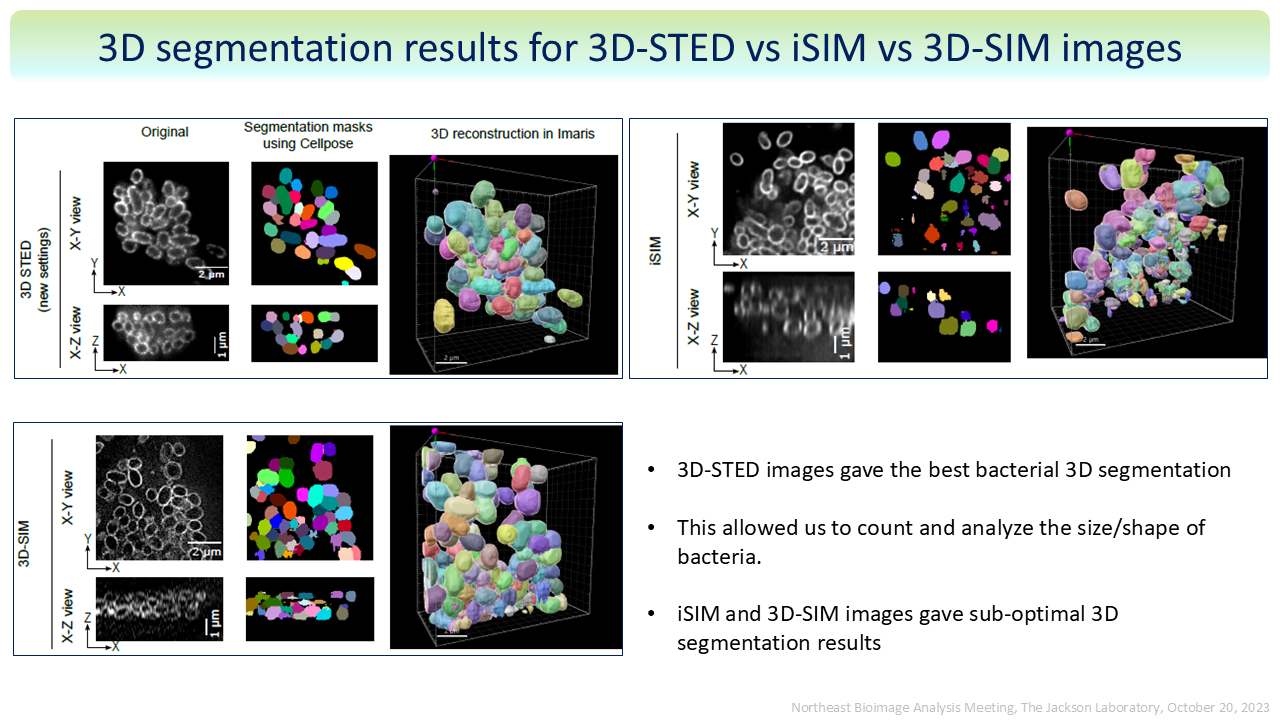 3D segmentation results for 3D-STED vs iSIM vs 3D-SIM images
Original
Segmentation masks
using Cellpose
3D reconstruction in Imaris
3D STED
(new settings)
X-Y view
Y
X
2 µm
X-Z view
Z
X
1 µm
2 µm
iSIM
X-Y view
Y
X
2 µm
X-Z view
Z
X
1 µm
2 µm
3D-SIM
X-Y view
Y
X
2 µm
X-Z view
Z
X
1 µm
2 µm
• 3D-STED images gave the best bacterial 3D segmentation
• This allowed us to count and analyze the size/shape of
bacteria.
• iSIM and 3D-SIM images gave sub-optimal 3D
segmentation results
Northeast Bioimage Analysis Meeting, The Jackson Laboratory, October 20, 2023